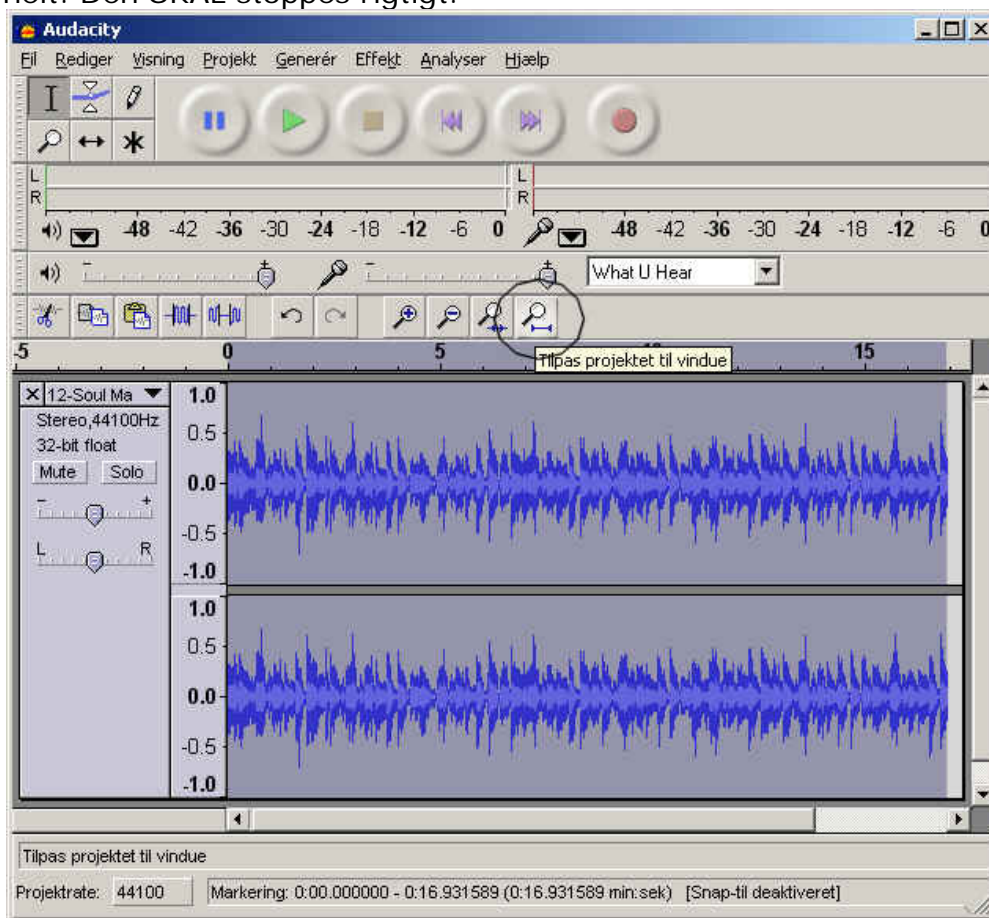 Den SKAL stoppes rigtigt!
Audacity
Fil Rediger Visning Projekt Generér Effekt Analyser Hjælp
L
R
L
R
-48 -42 -36 -30 -24 -18 -12 -6 0
-48 -42 -36 -30 -24 -18 -12 -6 0
- + - +
What U Hear
-5 0 5 15
Tilpas projektet til vindue
12-Soul Ma
Stereo,44100Hz
32-bit float
Mute Solo
- +
L R
1.0
0.5
0.0
-0.5
-1.0
1.0
0.5
0.0
-0.5
-1.0
Tilpas projektet til vindue
Projektrate: 44100 Markering: 0:00.000000 - 0:16.931589 (0:16.931589 min:sek) [Snap-til deaktiveret]